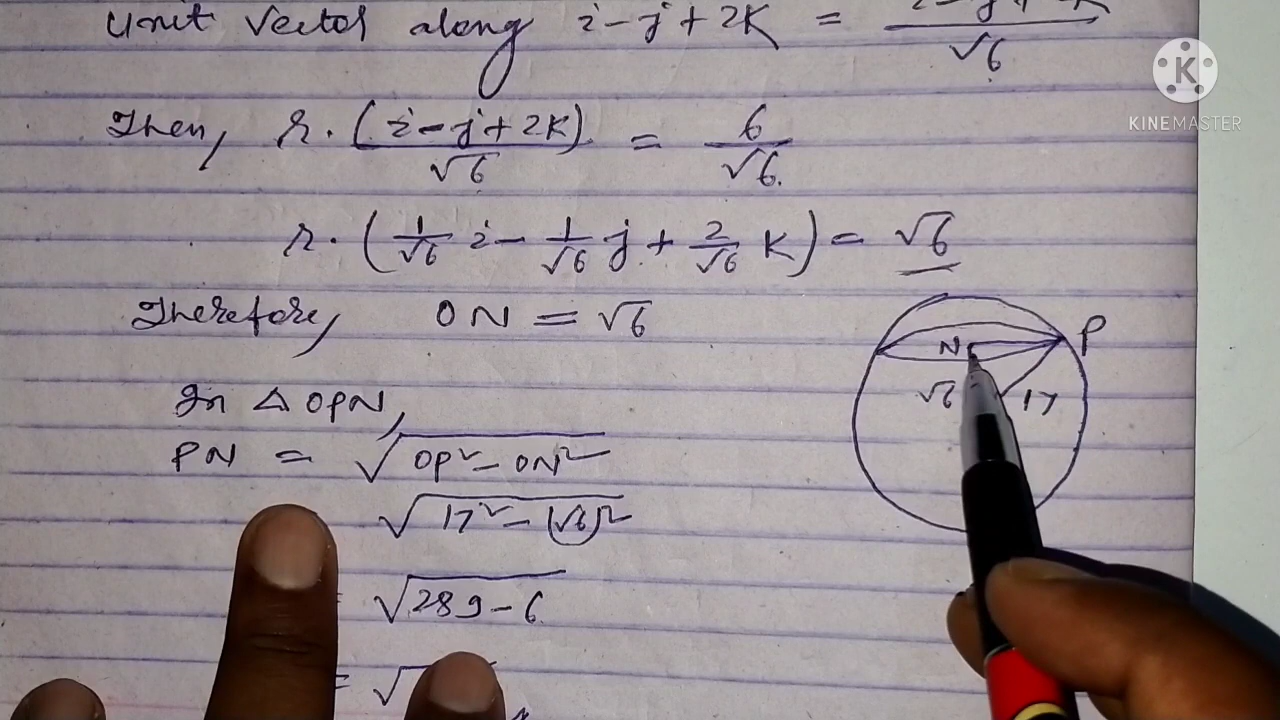 Unit Vector along i - j + 2K = i - j + 2K / √6
KINEMASTER
Then, r. (i - j + 2K) / √6 = 6 / √6.
r. (1/√6 i - 1/√6 j + 2/√6 K) = √6
Therefore, ON = √6
P
N
√6 17
In △ OPN,
PN = √OP² - ON²
√17² - (√6)²
= √289 - 6
= √